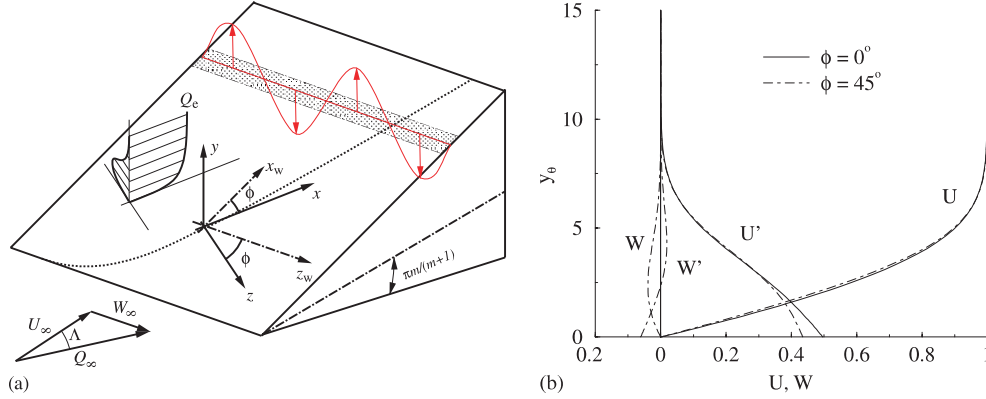 Q_e
y
x_w
φ
x
φ
z_w
z
πm/(m+1)
W_∞
U_∞
Λ
Q_∞
(a)
15
10
5
0
y_θ
φ = 0°
φ = 45°
U
U'
W
W'
0.2 0 0.2 0.4 0.6 0.8 1
U, W
(b)